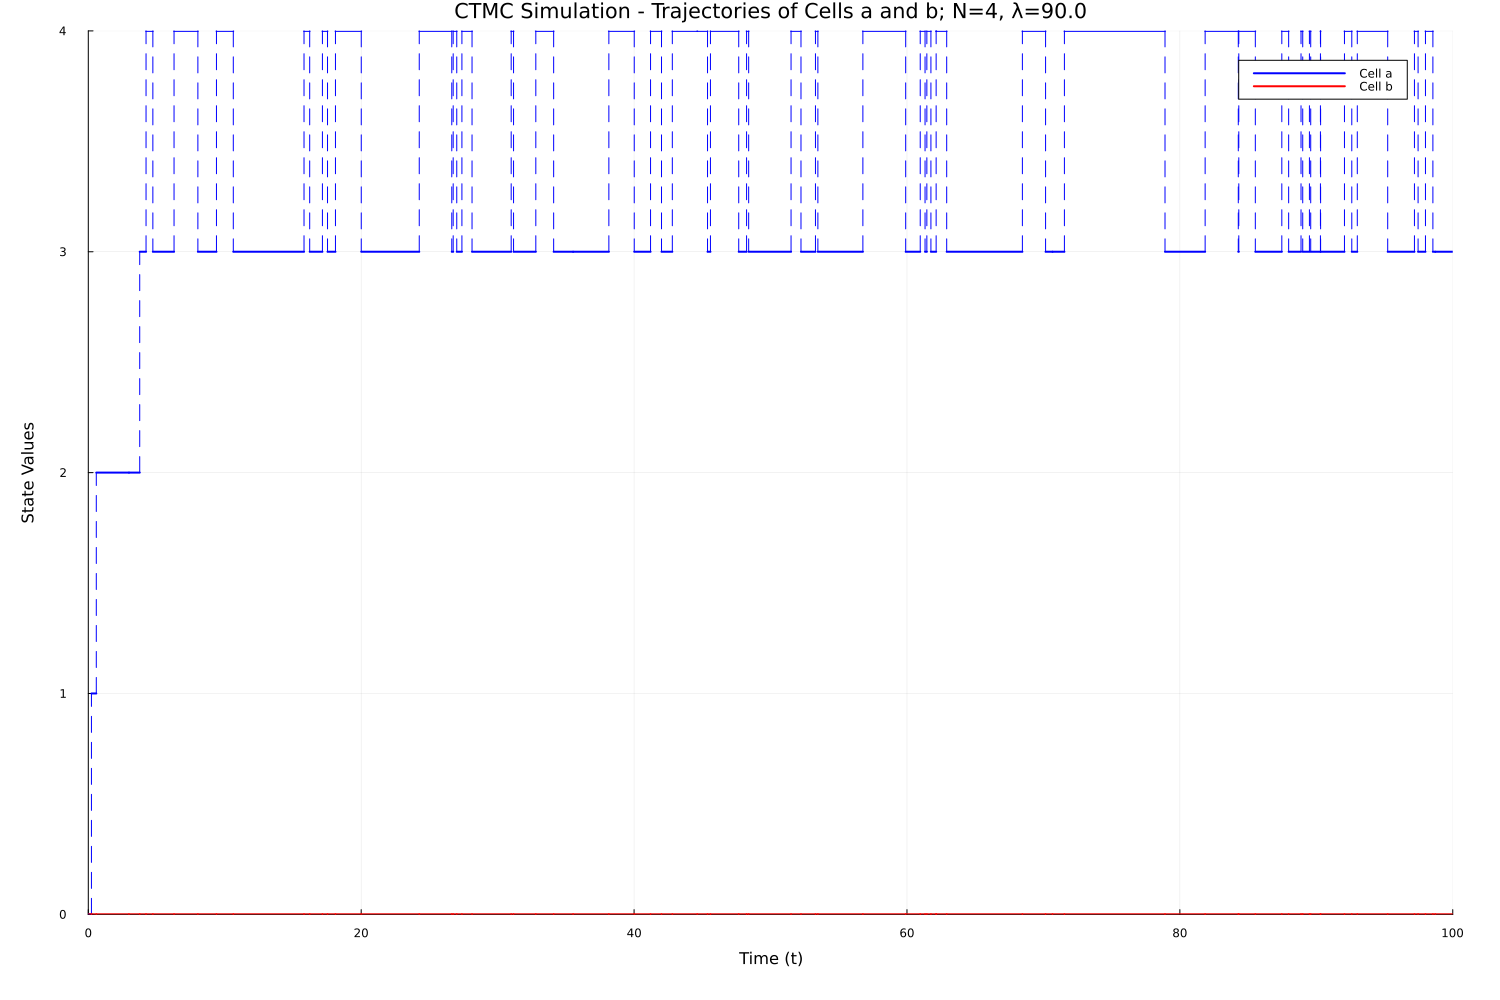 CTMC Simulation - Trajectories of Cells a and b; N=4, λ=90.0
4
Cell a
Cell b
3
State Values
2
1
0
0 20 40 60 80 100
Time (t)